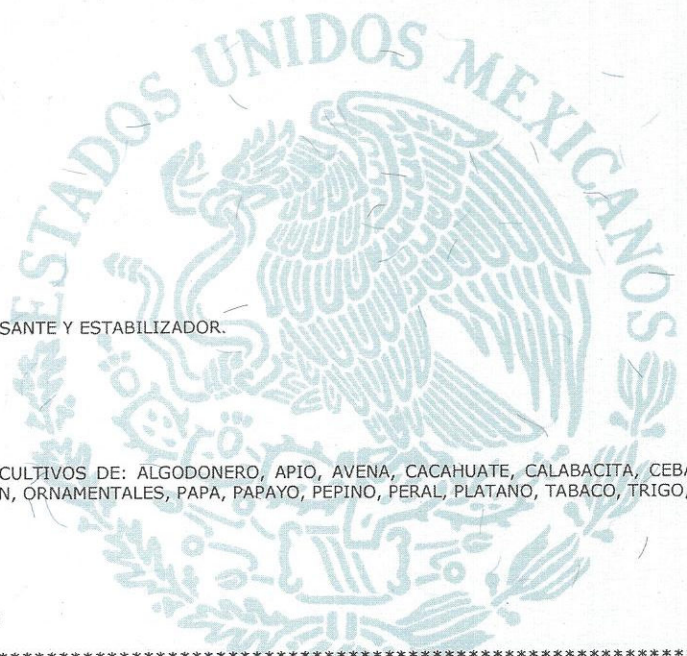 ESTADOS UNIDOS MEXICANOS
SANTE Y ESTABILIZADOR.
CULTIVOS DE: ALGODONERO, APIO, AVENA, CACAHUATE, CALABACITA, CEBA
N, ORNAMENTALES, PAPA, PAPAYO, PEPINO, PERAL, PLATANO, TABACO, TRIGO,
******************************************************